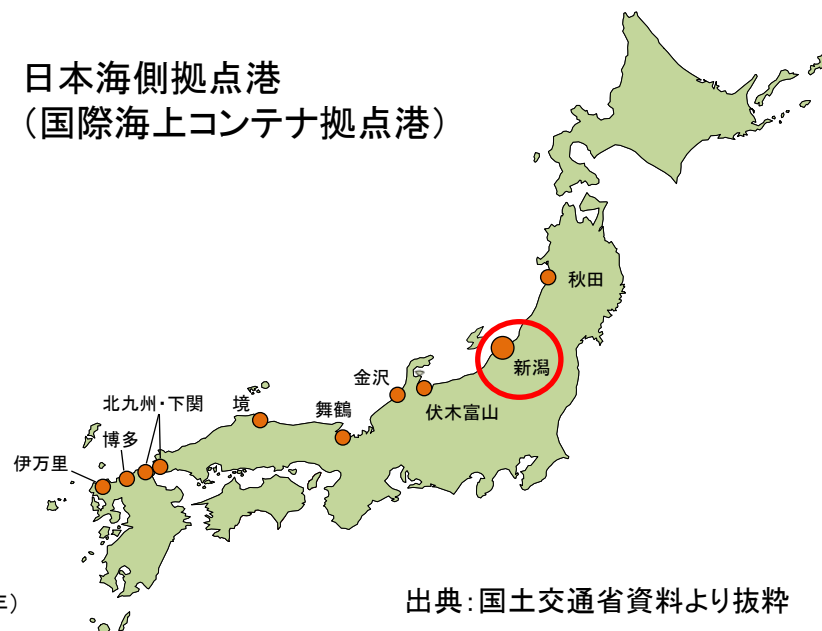 日本海側拠点港
（国際海上コンテナ拠点港）
秋田
新潟
金沢
伏木富山
北九州・下関
境
舞鶴
博多
伊万里
年）
出典：国土交通省資料より抜粋